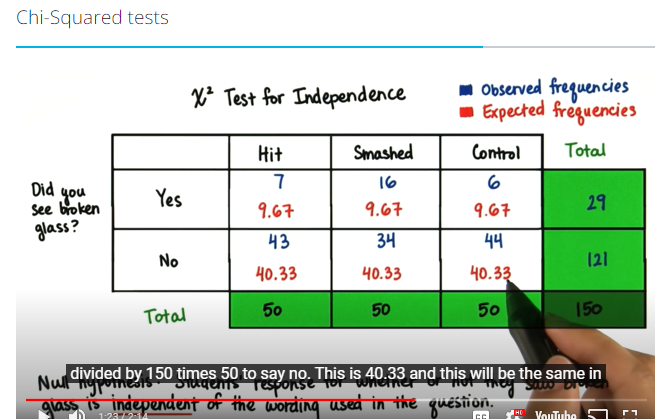 Chi-Squared tests
χ² Test for Independence
Observed frequencies
Expected frequencies
Hit Smashed Control Total
Did you see broken glass?
Yes 7 16 6 29
9.67 9.67 9.67
No 43 34 44 121
40.33 40.33 40.33
Total 50 50 50 150
divided by 150 times 50 to say no. This is 40.33 and this will be the same in
Null hypothesis - Students' response for whether or not they saw broken
glass is independent of the wording used in the question.
1:23 / 2:14 CC HD YouTube